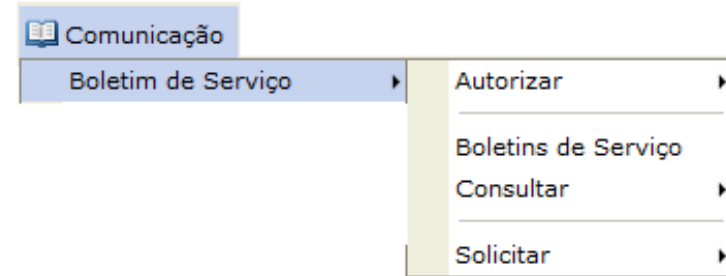 Comunicação
Boletim de Serviço
Autorizar
Boletins de Serviço
Consultar
Solicitar